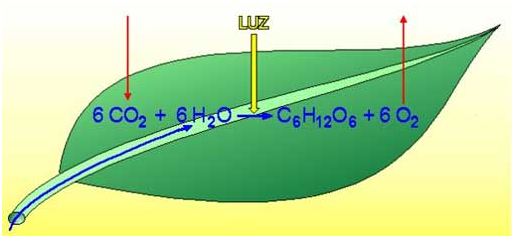 LUZ
6 CO₂ + 6 H₂O → C₆H₁₂O₆ + 6 O₂